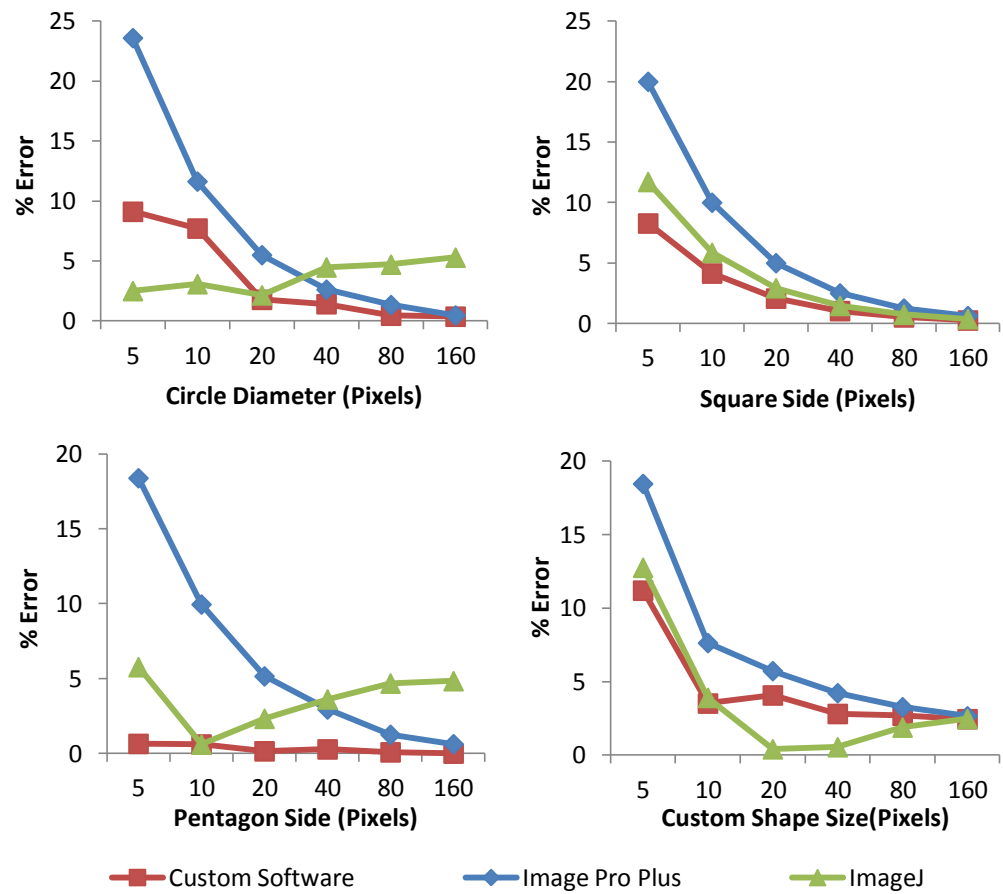 25
20
15
10
5
0
% Error
5 10 20 40 80 160
Circle Diameter (Pixels)
25
20
15
10
5
0
% Error
5 10 20 40 80 160
Square Side (Pixels)
20
15
10
5
0
% Error
5 10 20 40 80 160
Pentagon Side (Pixels)
20
15
10
5
0
% Error
5 10 20 40 80 160
Custom Shape Size(Pixels)
Custom Software Image Pro Plus ImageJ